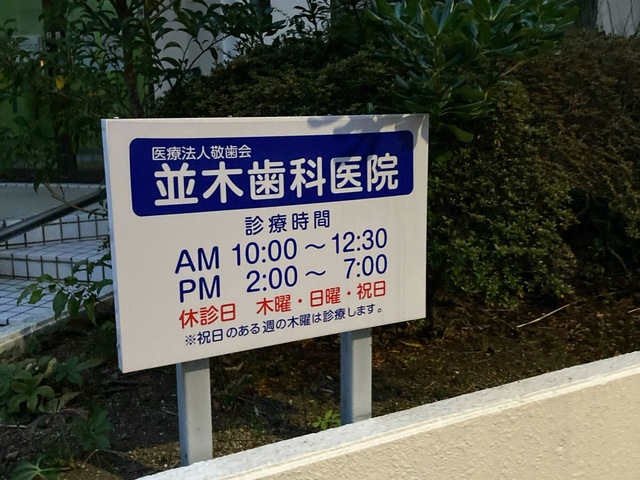 医療法人敬歯会
並木歯科医院
診療時間
AM 10:00 〜 12:30
PM 2:00 〜 7:00
休診日 木曜・日曜・祝日
※祝日のある週の木曜は診療します。